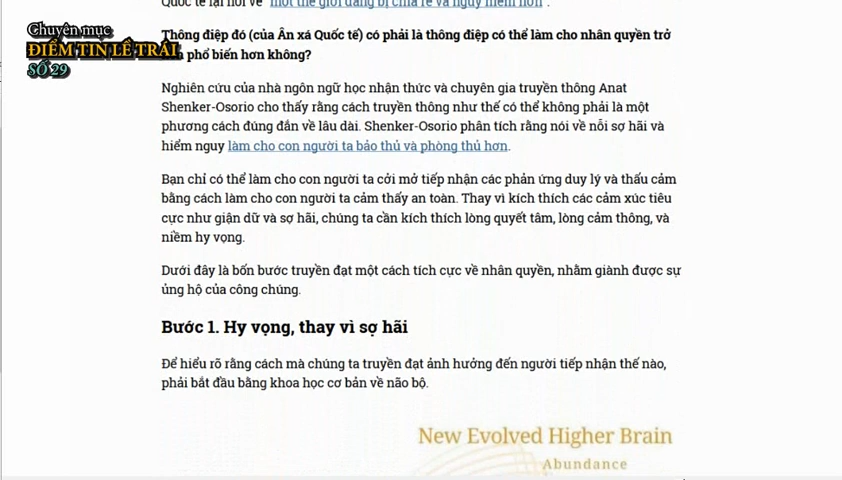 Quốc tế lại nói về "một thế giới đang bị chia rẽ và nguy hiểm hơn".
Chuyên mục
ĐIỂM TIN LỀ TRÁI
SỐ 29
Thông điệp đó (của Ân xá Quốc tế) có phải là thông điệp có thể làm cho nhân quyền trở
phổ biến hơn không?
Nghiên cứu của nhà ngôn ngữ học nhận thức và chuyên gia truyền thông Anat
Shenker-Osorio cho thấy rằng cách truyền thông như thế có thể không phải là một
phương cách đúng đắn về lâu dài. Shenker-Osorio phân tích rằng nói về nỗi sợ hãi và
hiểm nguy làm cho con người ta bảo thủ và phòng thủ hơn.
Bạn chỉ có thể làm cho con người ta cởi mở tiếp nhận các phản ứng duy lý và thấu cảm
bằng cách làm cho con người ta cảm thấy an toàn. Thay vì kích thích các cảm xúc tiêu
cực như giận dữ và sợ hãi, chúng ta cần kích thích lòng quyết tâm, lòng cảm thông, và
niềm hy vọng.
Dưới đây là bốn bước truyền đạt một cách tích cực về nhân quyền, nhằm giành được sự
ủng hộ của công chúng.
Bước 1. Hy vọng, thay vì sợ hãi
Để hiểu rõ rằng cách mà chúng ta truyền đạt ảnh hưởng đến người tiếp nhận thế nào,
phải bắt đầu bằng khoa học cơ bản về não bộ.
New Evolved Higher Brain
Abundance